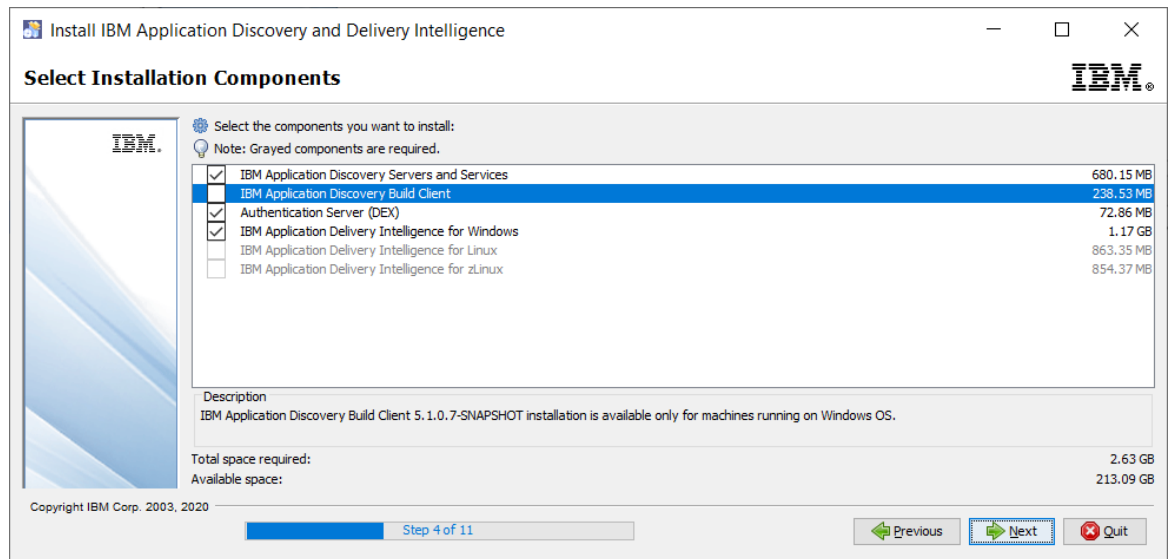 Install IBM Application Discovery and Delivery Intelligence
Select Installation Components
IBM®
IBM.
Select the components you want to install:
Note: Grayed components are required.
IBM Application Discovery Servers and Services 680.15 MB
IBM Application Discovery Build Client 238.53 MB
Authentication Server (DEX) 72.86 MB
IBM Application Delivery Intelligence for Windows 1.17 GB
IBM Application Delivery Intelligence for Linux 863.35 MB
IBM Application Delivery Intelligence for zLinux 854.37 MB
Description
IBM Application Discovery Build Client 5.1.0.7-SNAPSHOT installation is available only for machines running on Windows OS.
Total space required: 2.63 GB
Available space: 213.09 GB
Copyright IBM Corp. 2003, 2020
Step 4 of 11
Previous
Next
Quit